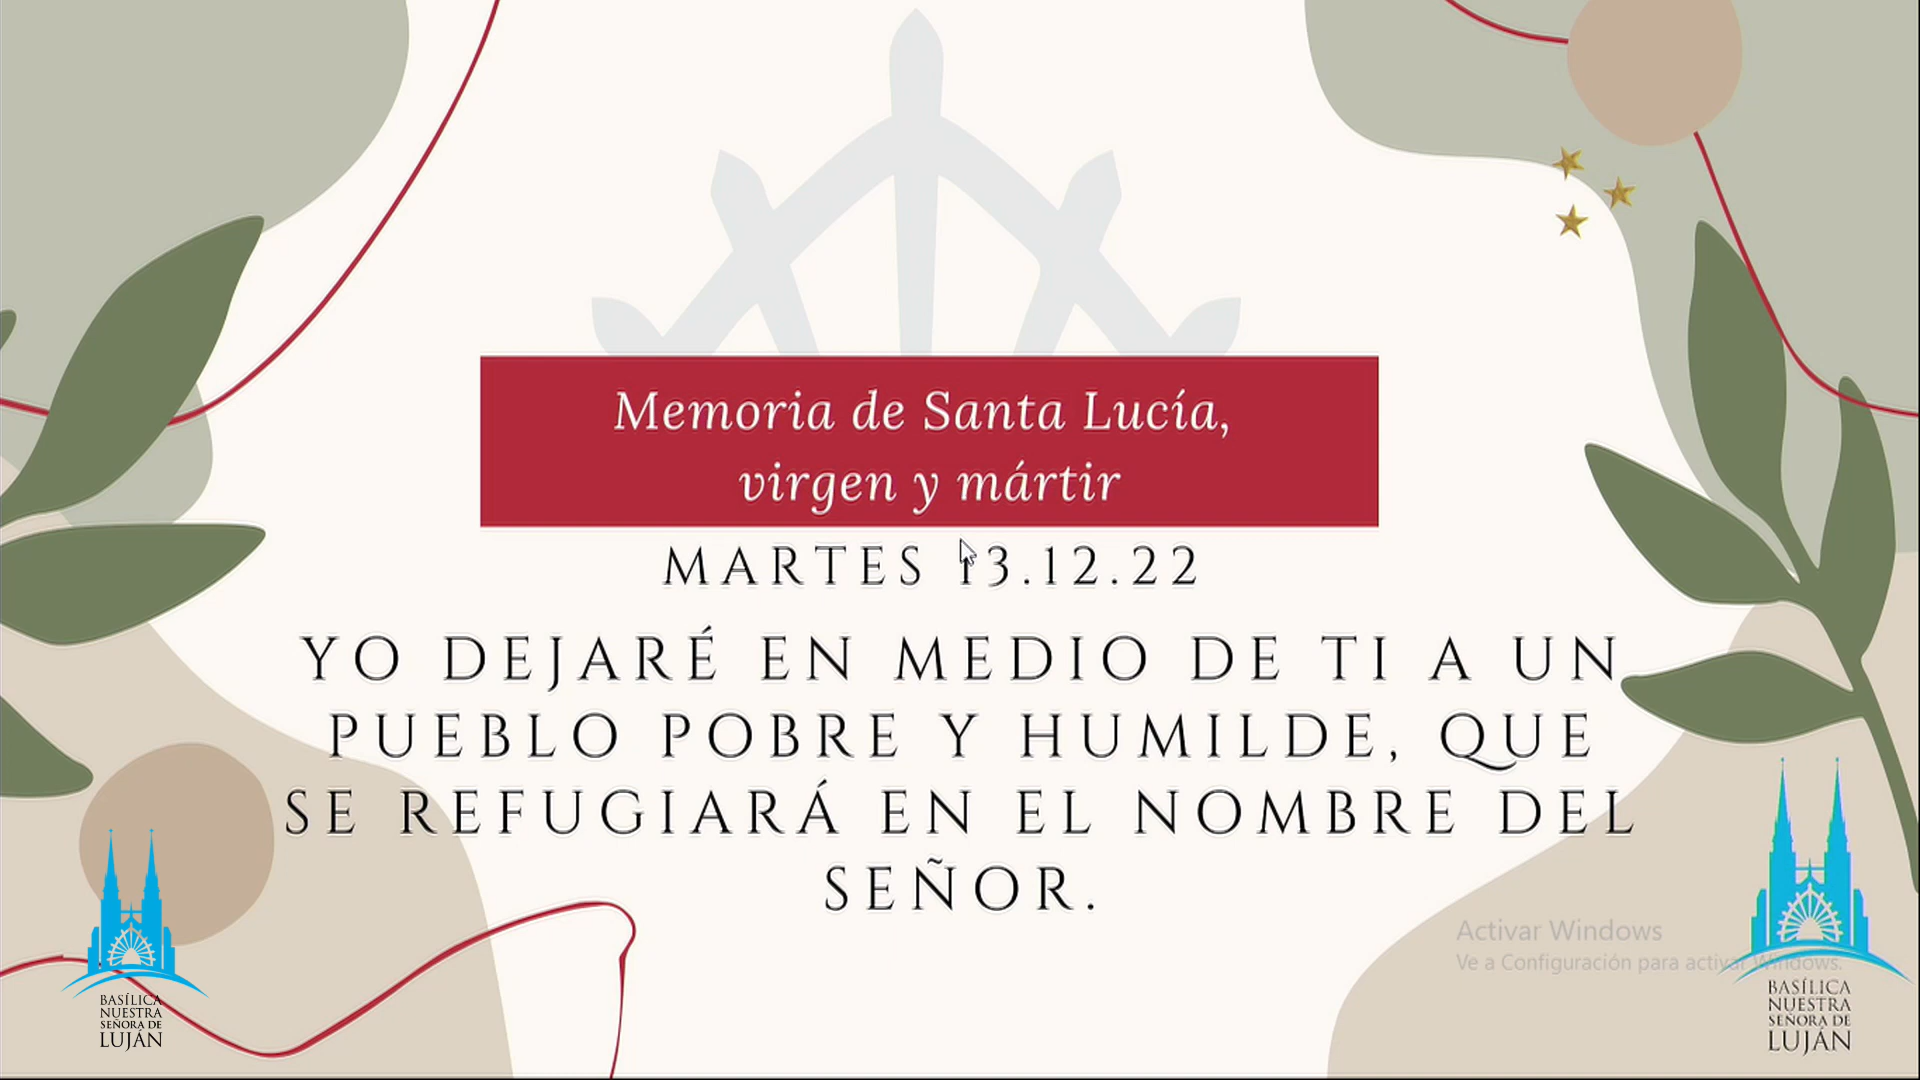 Memoria de Santa Lucía,
virgen y mártir
MARTES 13.12.22
YO DEJARÉ EN MEDIO DE TI A UN
PUEBLO POBRE Y HUMILDE, QUE
SE REFUGIARÁ EN EL NOMBRE DEL
SEÑOR.
Activar Windows
Ve a Configuración para activar Windows.
BASÍLICA
NUESTRA
SEÑORA DE
LUJÁN
BASÍLICA
NUESTRA
SEÑORA DE
LUJÁN